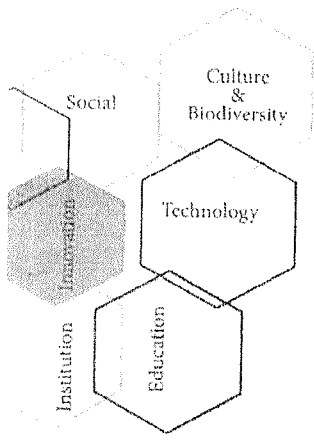 Culture
&
Biodiversity
Social
Technology
Innovation
Institution
Education